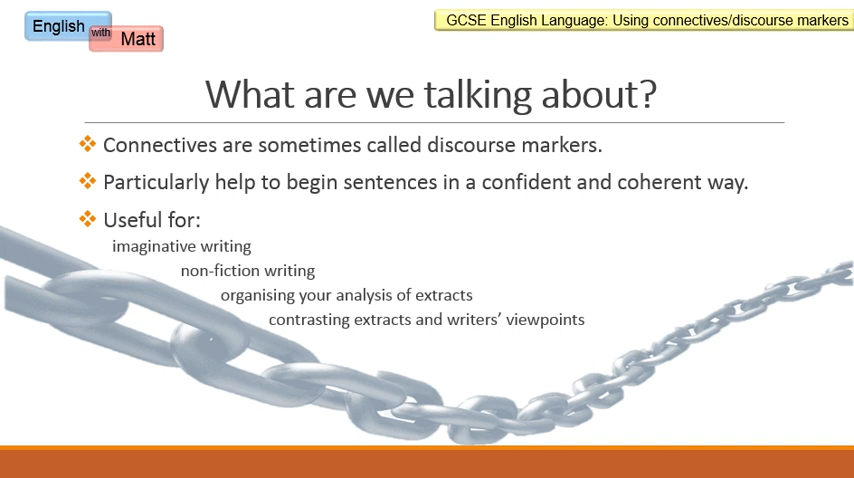 English
with
Matt
GCSE English Language: Using connectives/discourse markers
What are we talking about?
Connectives are sometimes called discourse markers.
Particularly help to begin sentences in a confident and coherent way.
Useful for:
imaginative writing
non-fiction writing
organising your analysis of extracts
contrasting extracts and writers’ viewpoints